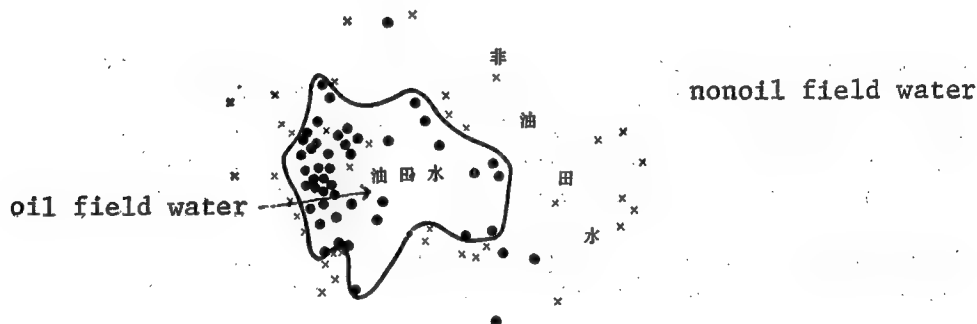 非
nonoil field water
油
油田水
田
oil field water
水